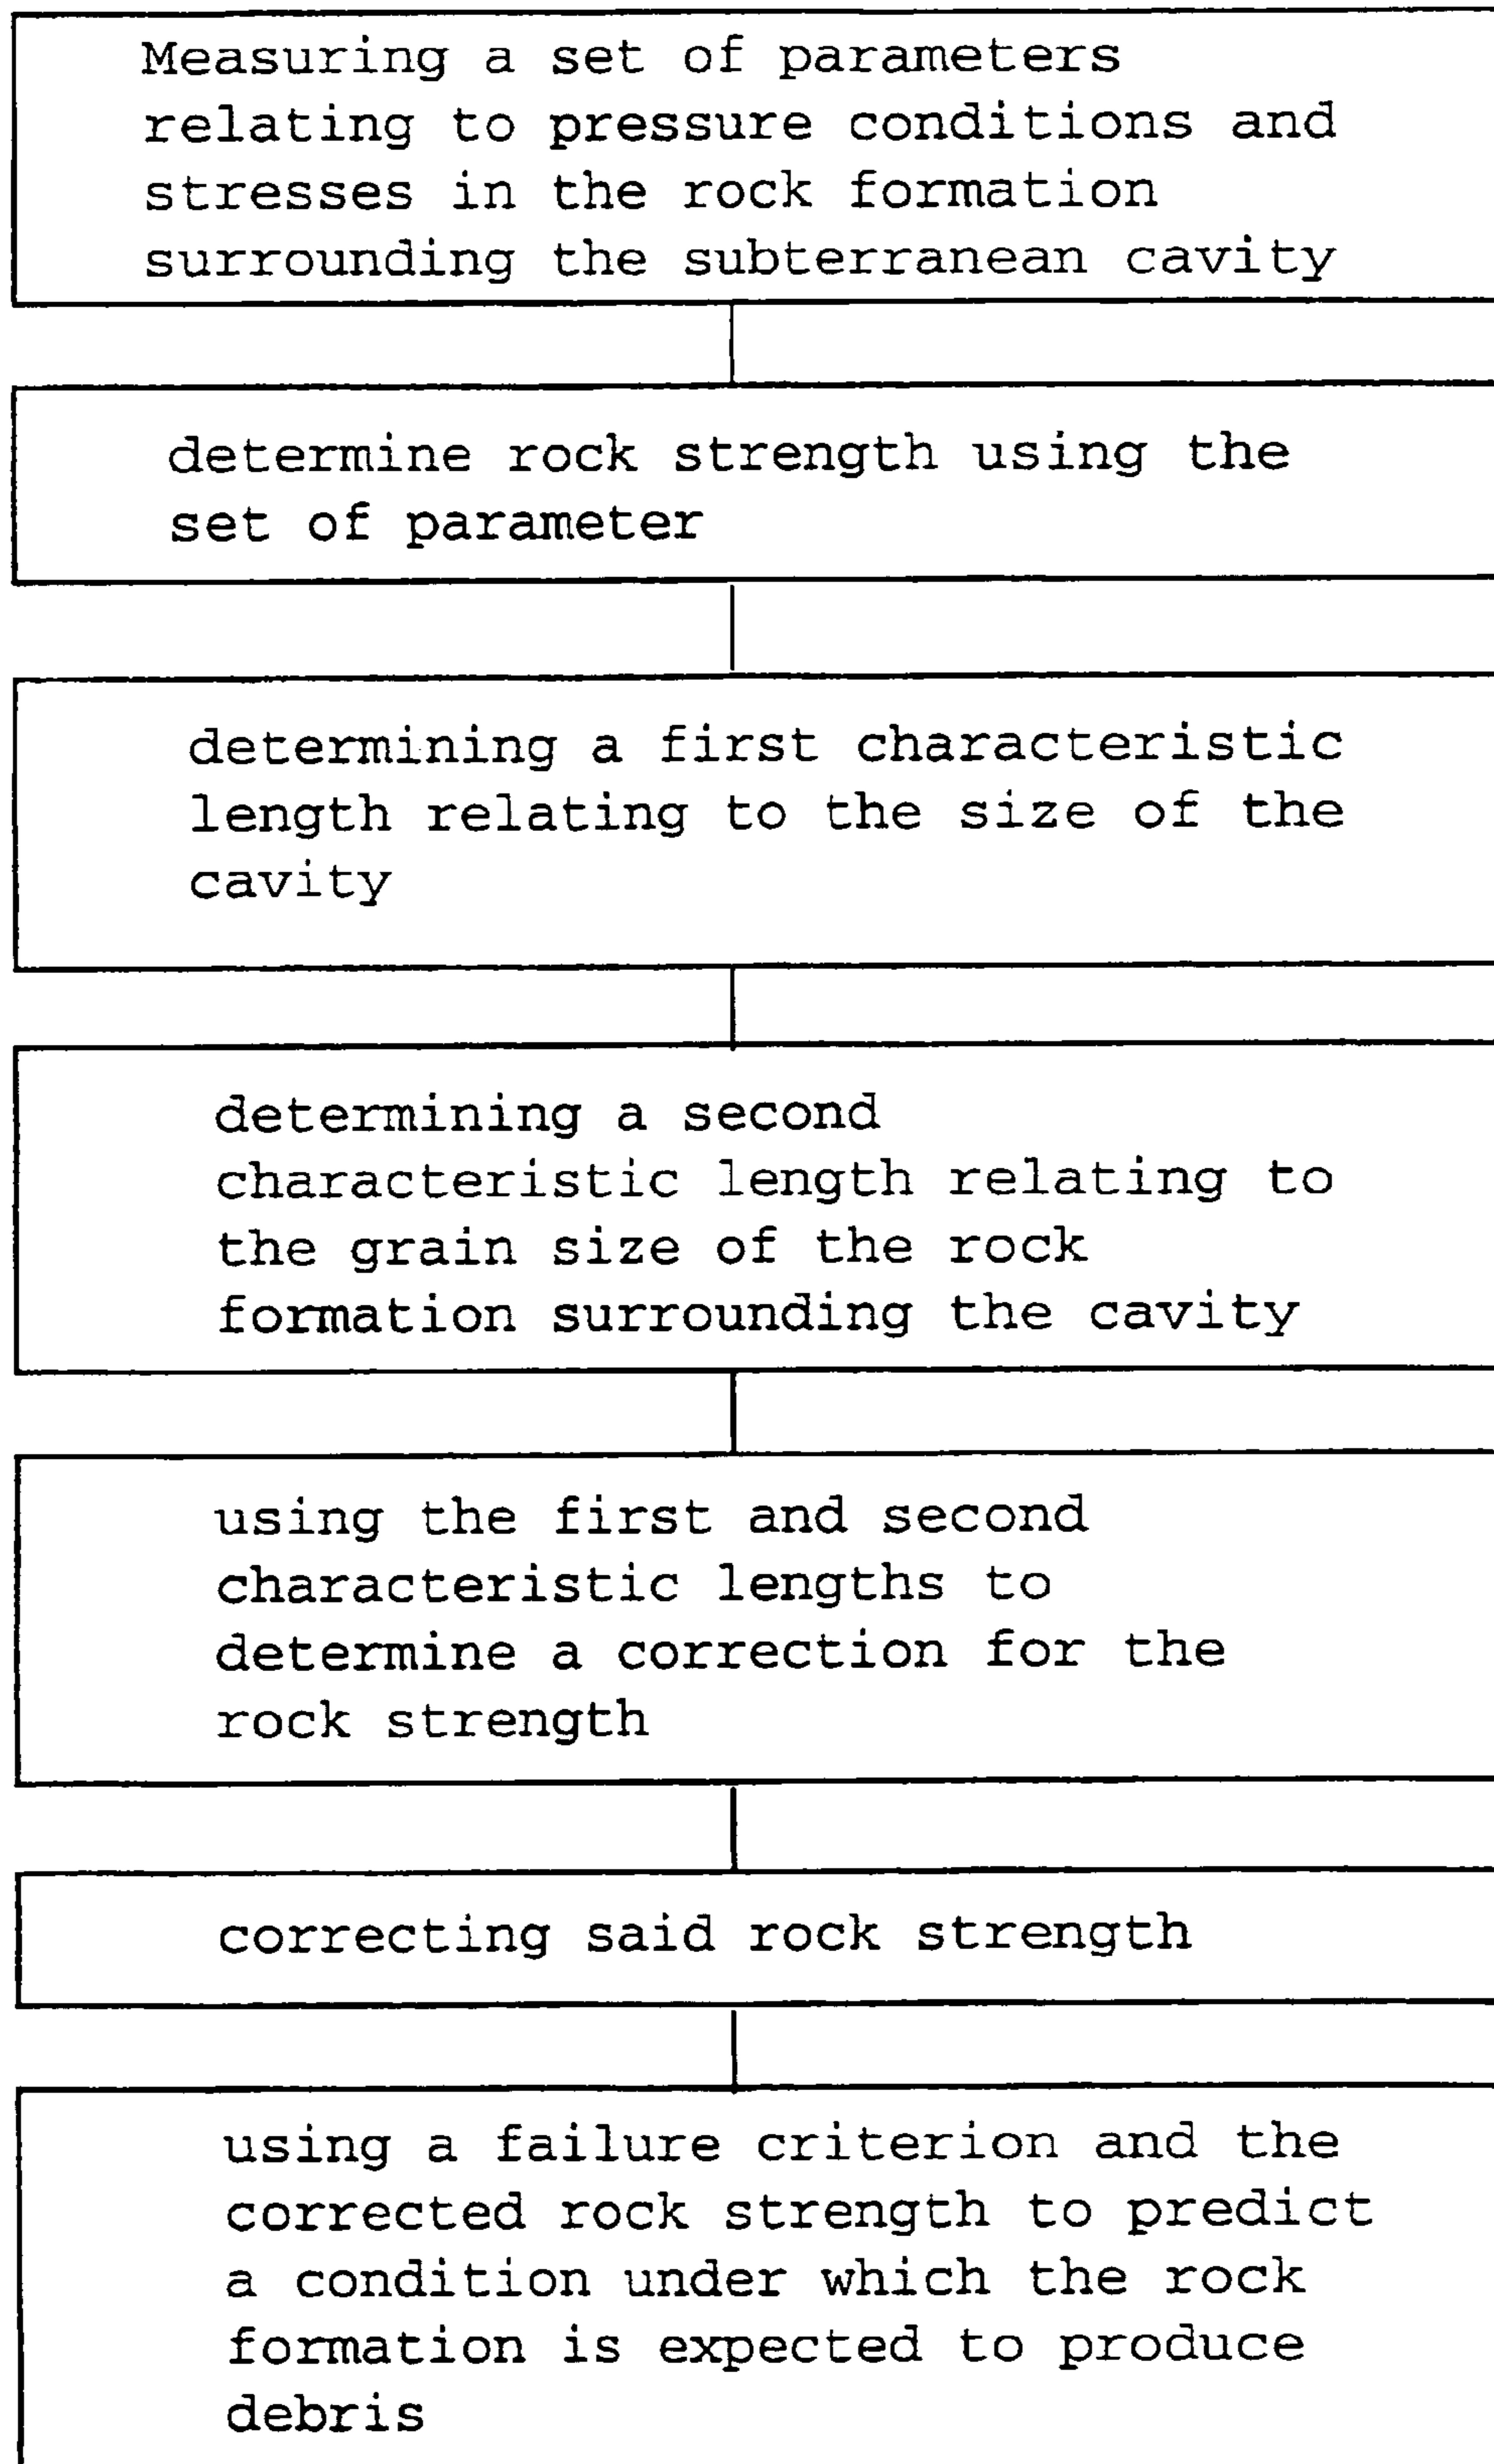 Measuring a set of parameters
relating to pressure conditions and
stresses in the rock formation
surrounding the subterranean cavity
determine rock strength using the
set of parameter
determining a first characteristic
length relating to the size of the
cavity
determining a second
characteristic length relating to
the grain size of the rock
formation surrounding the cavity
using the first and second
characteristic lengths to
determine a correction for the
rock strength
correcting said rock strength
using a failure criterion and the
corrected rock strength to predict
a condition under which the rock
formation is expected to produce
debris